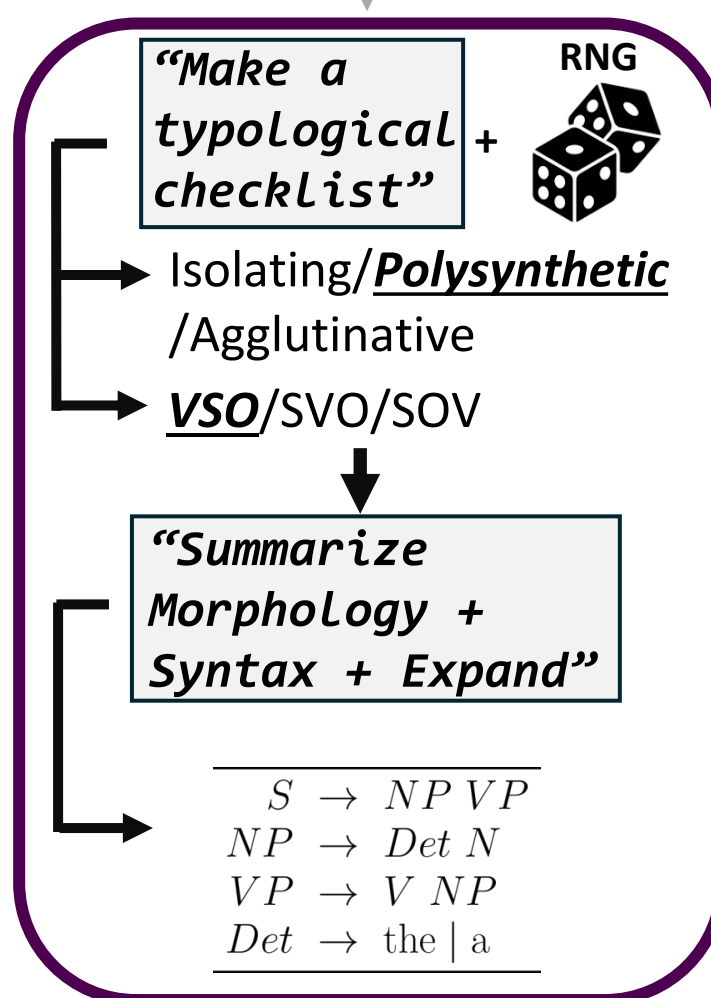 “Make a
typological
checklist”
+
RNG
Isolating/Polysynthetic
/Agglutinative
VSO/SVO/SOV
“Summarize
Morphology +
Syntax + Expand”
S → NP VP
NP → Det N
VP → V NP
Det → the | a